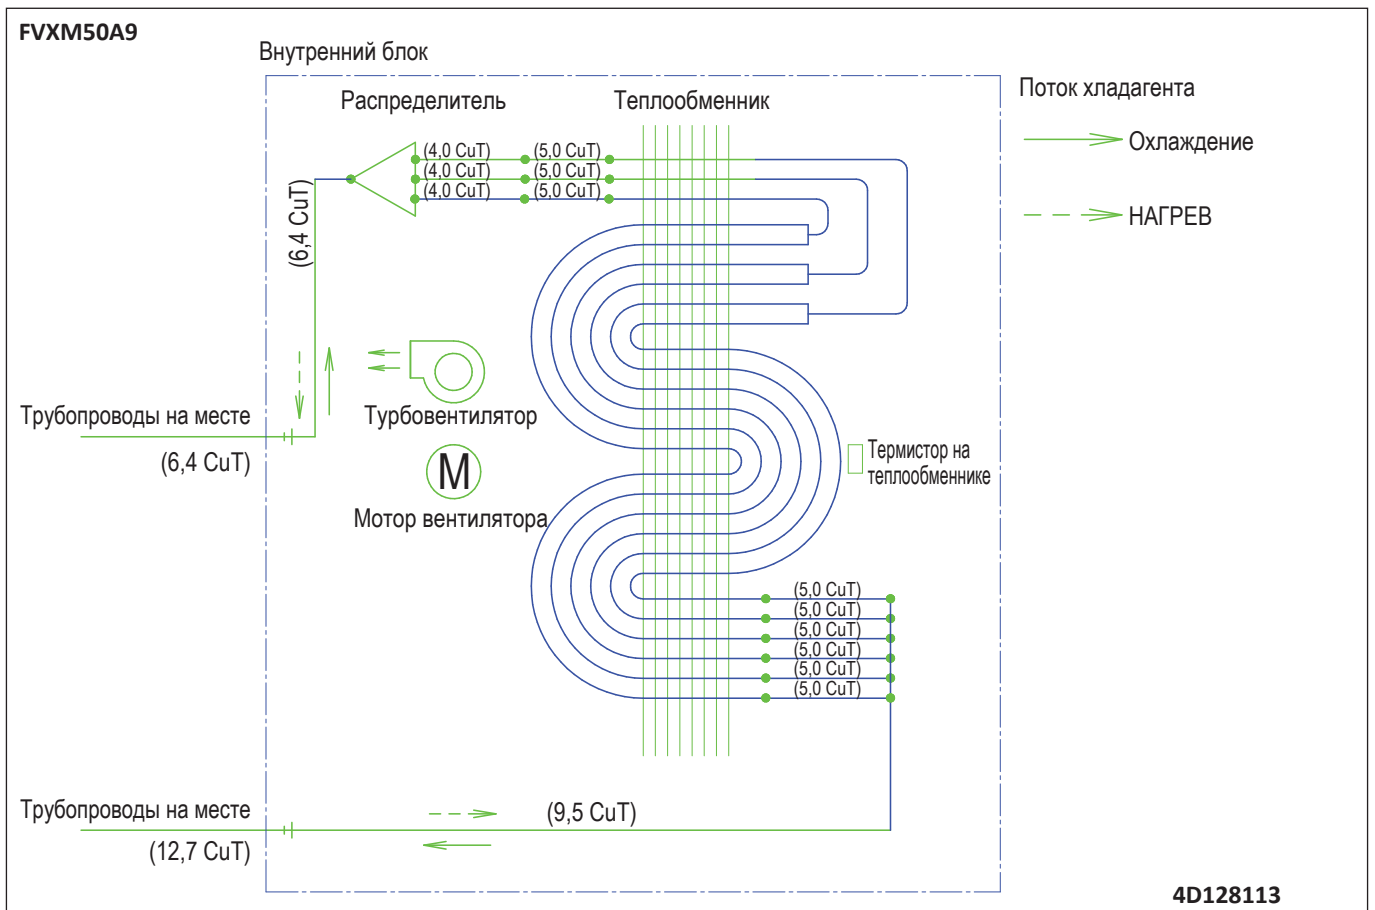 FVXM50A9
Внутренний блок
Распределитель
Теплообменник
Поток хладагента
Охлаждение
НАГРЕВ
(4,0 CuT) (5,0 CuT)
(4,0 CuT) (5,0 CuT)
(4,0 CuT) (5,0 CuT)
(6,4 CuT)
Трубопроводы на месте
(6,4 CuT)
Турбовентилятор
M
Мотор вентилятора
Термистор на
теплообменнике
(5,0 CuT)
(5,0 CuT)
(5,0 CuT)
(5,0 CuT)
(5,0 CuT)
(5,0 CuT)
Трубопроводы на месте
(12,7 CuT)
(9,5 CuT)
4D128113